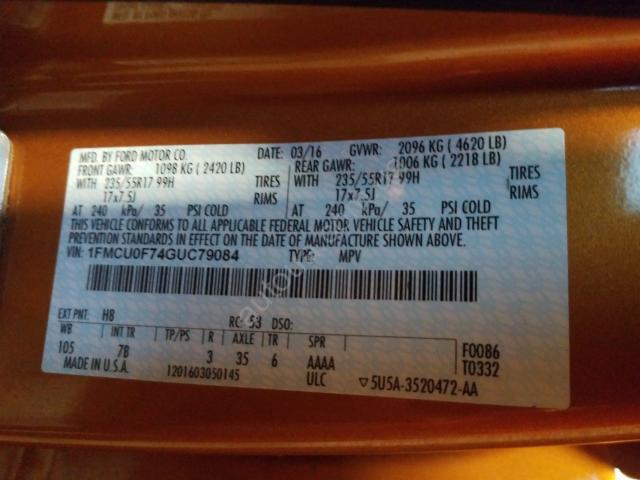 MFD. BY FORD MOTOR CO. DATE: 03/16 GVWR: 2096 KG ( 4620 LB)
FRONT GAWR: 1098 KG ( 2420 LB) REAR GAWR: 1006 KG ( 2218 LB)
WITH 235/55R17 99H TIRES WITH 235/55R17 99H TIRES
17x7.5J RIMS 17x7.5J RIMS
AT 240 kPa/ 35 PSI COLD AT 240 kPa/ 35 PSI COLD
THIS VEHICLE CONFORMS TO ALL APPLICABLE FEDERAL MOTOR VEHICLE SAFETY AND THEFT
PREVENTION STANDARDS IN EFFECT ON THE DATE OF MANUFACTURE SHOWN ABOVE.
VIN: 1FMCU0F74GUC79084 TYPE: MPV
EXT PNT: H8 RC: 53 DSO:
WB INT TR TP/PS R AXLE TR SPR
105 7B 3 35 6 AAAA F0086
MADE IN U.S.A. 1201603050145 ULC T0332
5U5A-3520472-AA